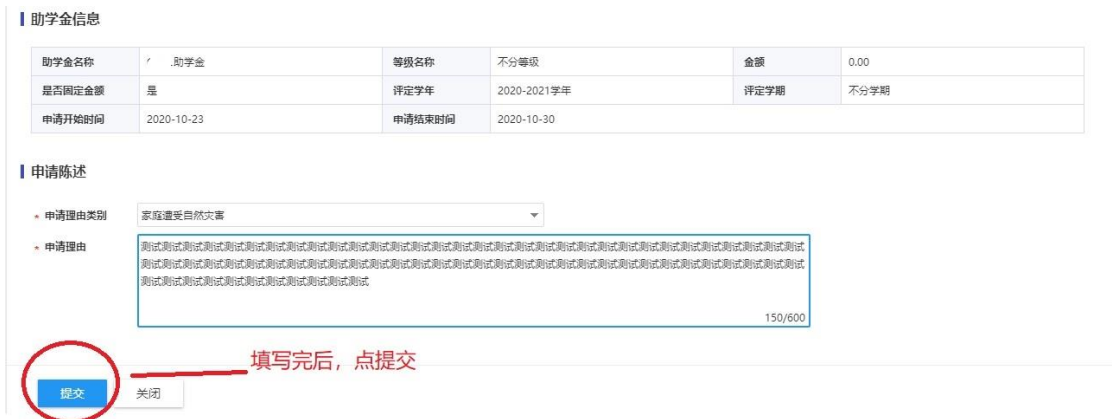 助学金信息
助学金名称 .助学金 等级名称 不分等级 金额 0.00
是否固定金额 是 评定学年 2020-2021学年 评定学期 不分学期
申请开始时间 2020-10-23 申请结束时间 2020-10-30
申请陈述
* 申请理由类别 家庭遭受自然灾害
* 申请理由 测试测试测试测试测试测试测试测试测试测试测试测试测试测试测试测试测试测试测试测试测试测试测试测试测试测试测试测试测试测试测试测试
测试测试测试测试测试测试测试测试测试测试测试测试测试测试测试测试测试测试测试测试测试测试测试测试测试测试测试测试测试测试测试测试
测试测试测试测试测试测试测试测试测试测试测试
150/600
填写完后，点提交
提交 关闭